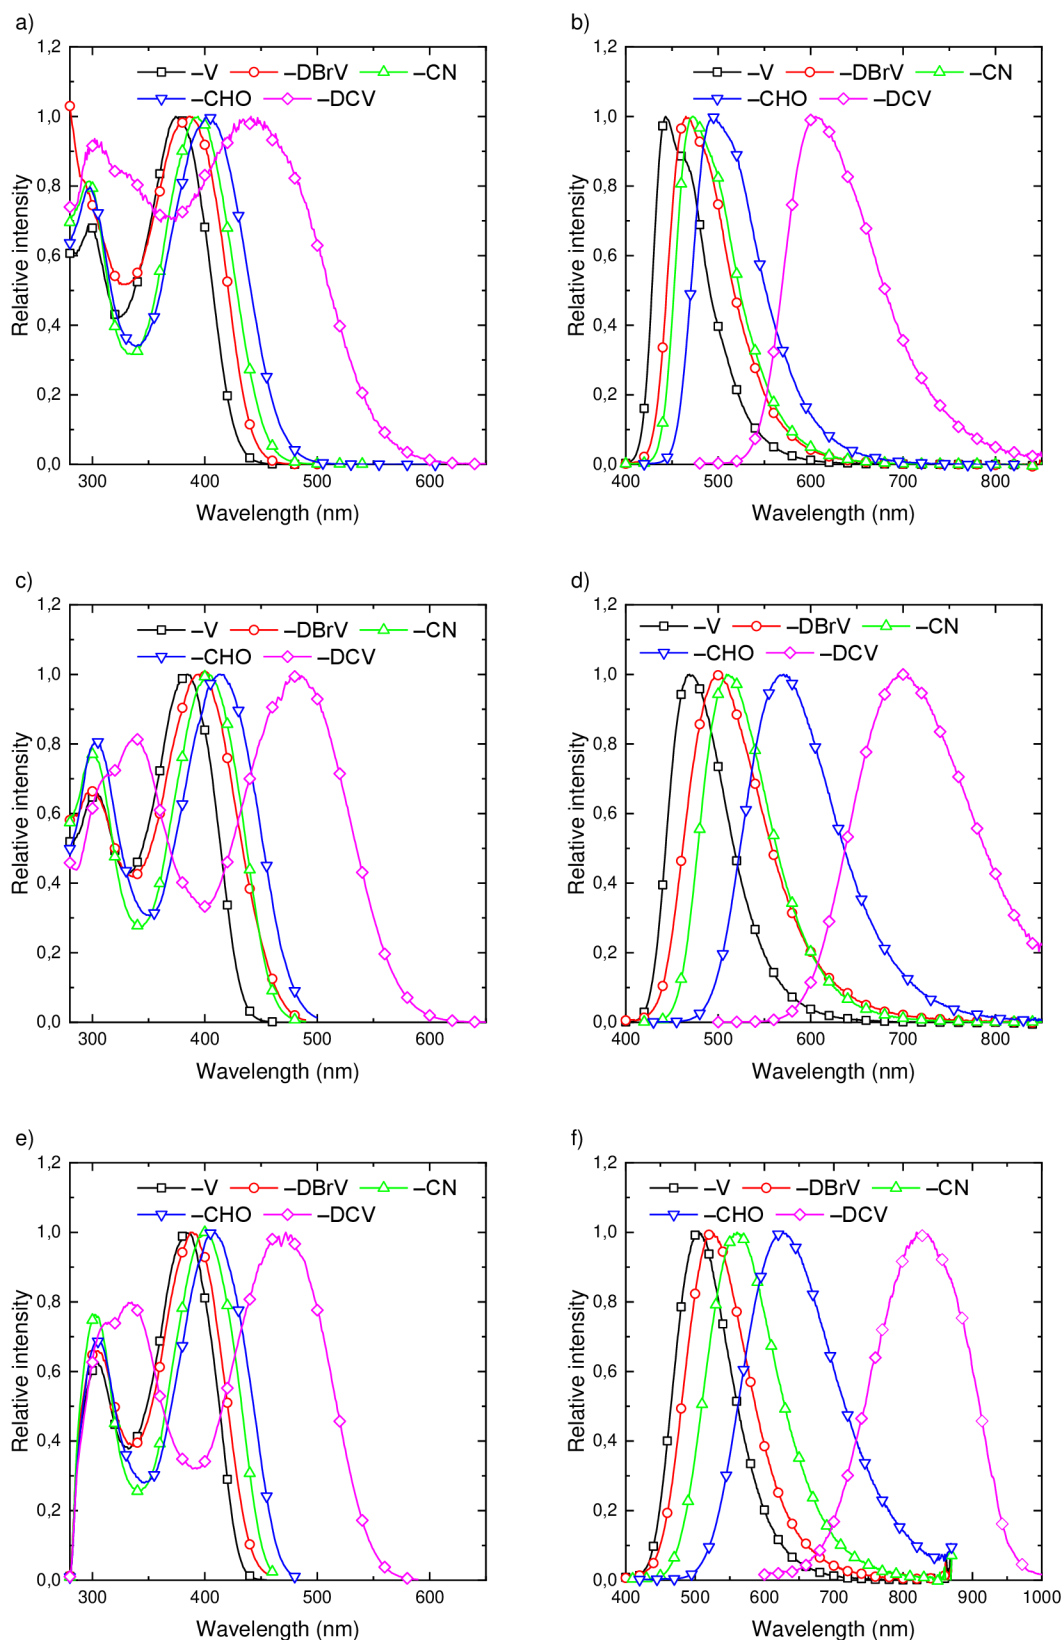 a)
1,2
–V –DBrV –CN
–CHO –DCV
1,0
0,8
0,6
0,4
0,2
0,0
300 400 500 600
Relative intensity
Wavelength (nm)
b)
1,2
–V –DBrV –CN
–CHO –DCV
1,0
0,8
0,6
0,4
0,2
0,0
400 500 600 700 800
Relative intensity
Wavelength (nm)
c)
1,2
–V –DBrV –CN
–CHO –DCV
1,0
0,8
0,6
0,4
0,2
0,0
300 400 500 600
Relative intensity
Wavelength (nm)
d)
1,2
–V –DBrV –CN
–CHO –DCV
1,0
0,8
0,6
0,4
0,2
0,0
400 500 600 700 800
Relative intensity
Wavelength (nm)
e)
1,2
–V –DBrV –CN
–CHO –DCV
1,0
0,8
0,6
0,4
0,2
0,0
300 400 500 600
Relative intensity
Wavelength (nm)
f)
1,2
–V –DBrV –CN
–CHO –DCV
1,0
0,8
0,6
0,4
0,2
0,0
400 500 600 700 800 900 1000
Relative intensity
Wavelength (nm)